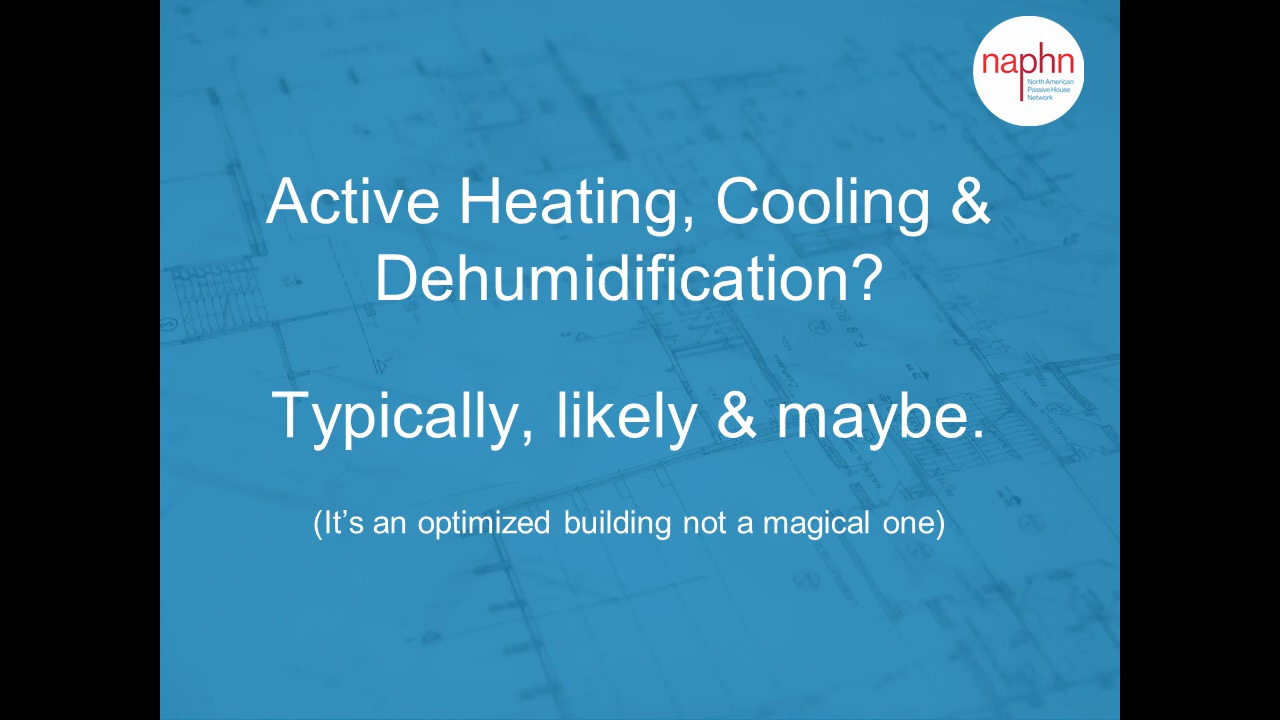 naphn
North American
Passive House
Network
Active Heating, Cooling &
Dehumidification?
Typically, likely & maybe.
(It’s an optimized building not a magical one)